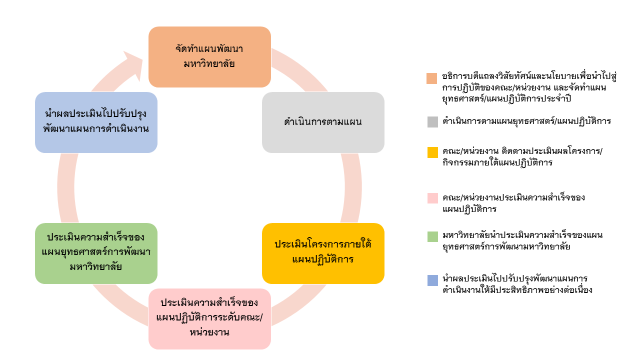 จัดทำแผนพัฒนา
มหาวิทยาลัย
ดำเนินการตามแผน
ประเมินโครงการภายใต้
แผนปฏิบัติการ
ประเมินความสำเร็จของ
แผนปฏิบัติการระดับคณะ/
หน่วยงาน
ประเมินความสำเร็จของ
แผนยุทธศาสตร์การพัฒนา
มหาวิทยาลัย
นำผลประเมินไปปรับปรุง
พัฒนาแผนการดำเนินงาน
อธิการบดีแถลงวิสัยทัศน์และนโยบายเพื่อนำไปสู่
การปฏิบัติของคณะ/หน่วยงาน และจัดทำแผน
ยุทธศาสตร์/แผนปฏิบัติการประจำปี
ดำเนินการตามแผนยุทธศาสตร์/แผนปฏิบัติการ
คณะ/หน่วยงาน ติดตามประเมินผลโครงการ/
กิจกรรมภายใต้แผนปฏิบัติการ
คณะ/หน่วยงานประเมินความสำเร็จของ
แผนปฏิบัติการ
มหาวิทยาลัยนำประเมินความสำเร็จของแผน
ยุทธศาสตร์การพัฒนามหาวิทยาลัย
นำผลประเมินไปปรับปรุงพัฒนาแผนการ
ดำเนินงานให้มีประสิทธิภาพอย่างต่อเนื่อง